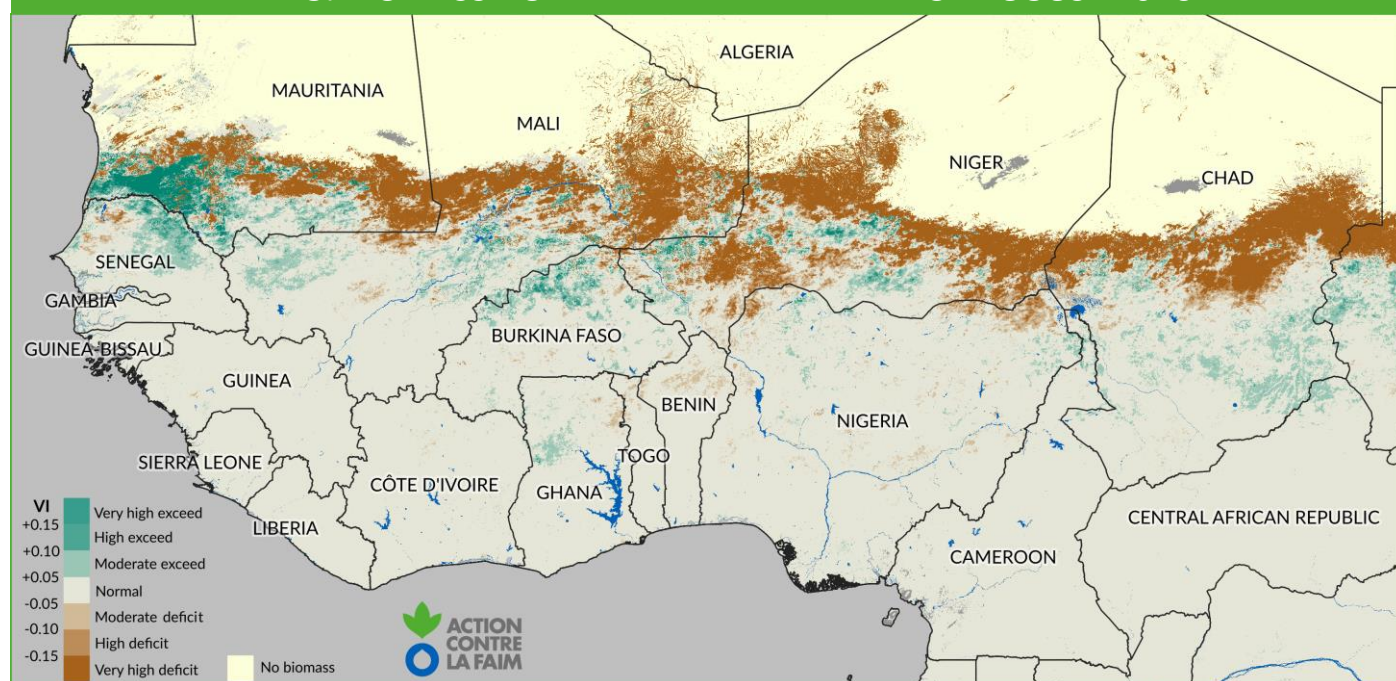 ALGERIA
MAURITANIA
MALI
NIGER
CHAD
SENEGAL
GAMBIA
GUINEA-BISSAU
BURKINA FASO
GUINEA
BENIN
NIGERIA
SIERRA LEONE
TOGO
CÔTE D'IVOIRE
GHANA
LIBERIA
CENTRAL AFRICAN REPUBLIC
CAMEROON
VI
Very high exceed
+0.15
High exceed
+0.10
Moderate exceed
+0.05
Normal
-0.05
Moderate deficit
-0.10
High deficit
-0.15
Very high deficit
No biomass
ACTION
CONTRE
LA FAIM